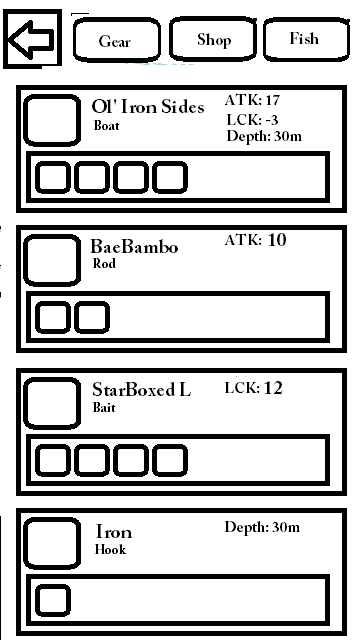 Gear Shop Fish
Ol' Iron Sides ATK: 17
Boat LCK: -3
Depth: 30m
BaeBambo ATK: 10
Rod
StarBoxed L LCK: 12
Bait
Iron Depth: 30m
Hook